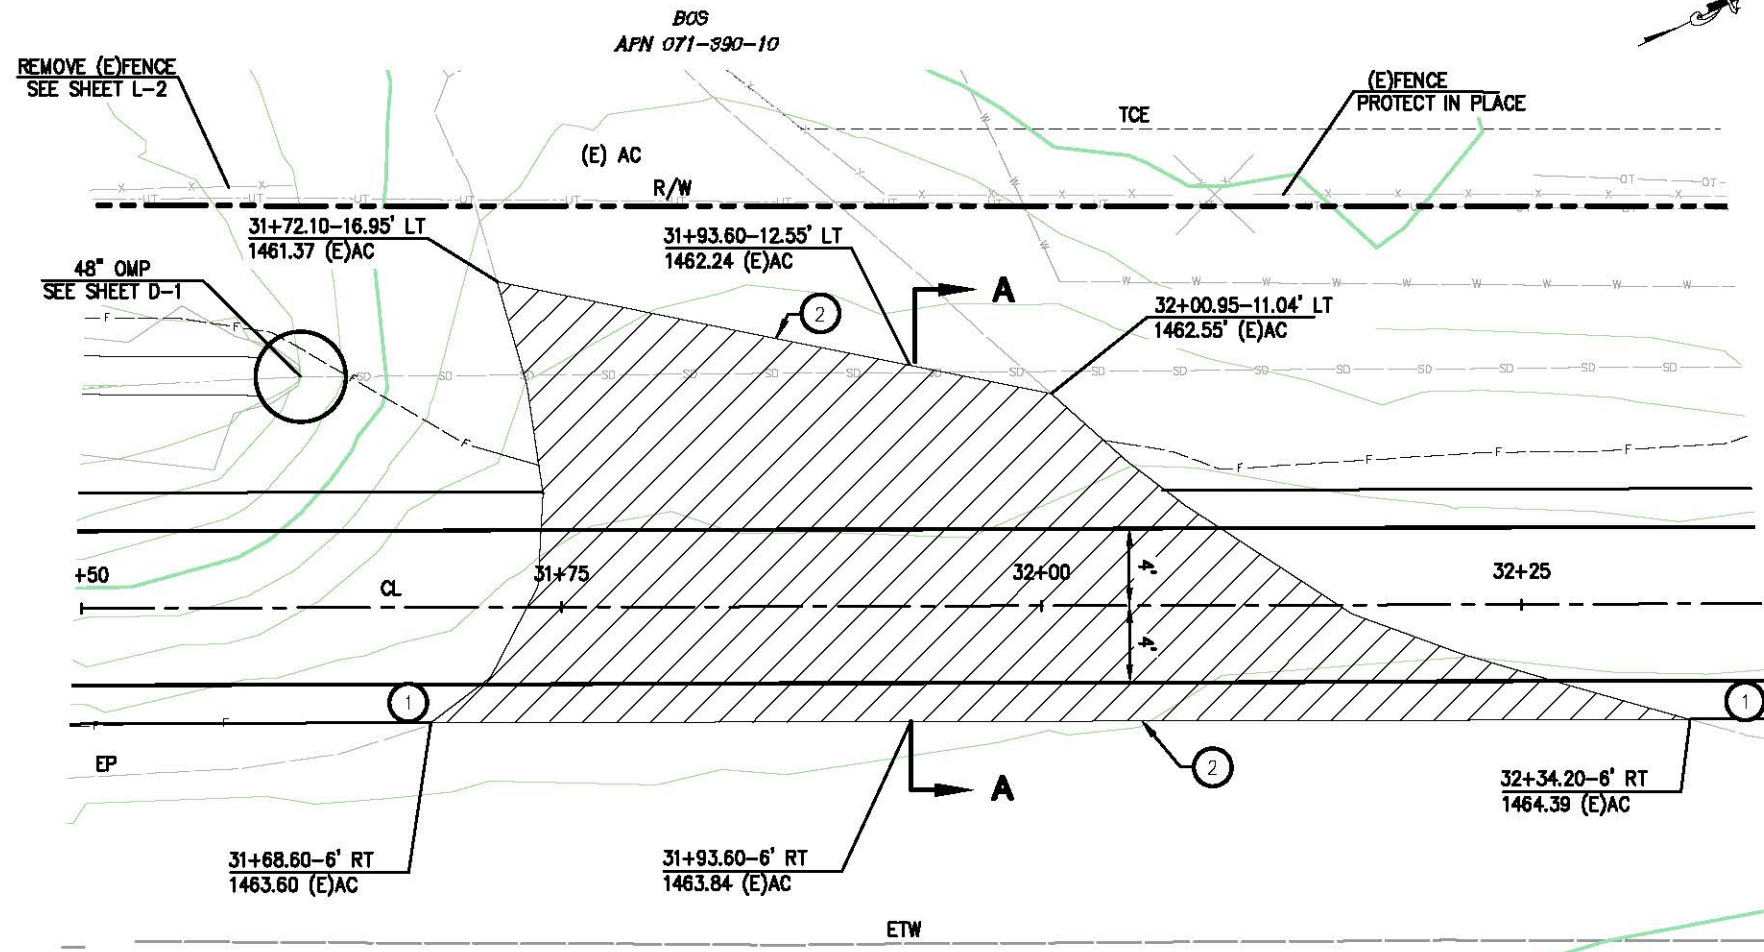 BOS
APN 071-390-10
REMOVE (E)FENCE
SEE SHEET L-2
(E)FENCE
PROTECT IN PLACE
TCE
(E) AC
R/W
31+72.10-16.95' LT
1461.37 (E)AC
31+93.60-12.55' LT
1462.24 (E)AC
48" OMP
SEE SHEET D-1
A
32+00.95-11.04' LT
1462.55' (E)AC
2
+50
31+75
32+00
32+25
CL
4'
4'
1
1
EP
2
A
32+34.20-6' RT
1464.39 (E)AC
31+68.60-6' RT
1463.60 (E)AC
31+93.60-6' RT
1463.84 (E)AC
ETW